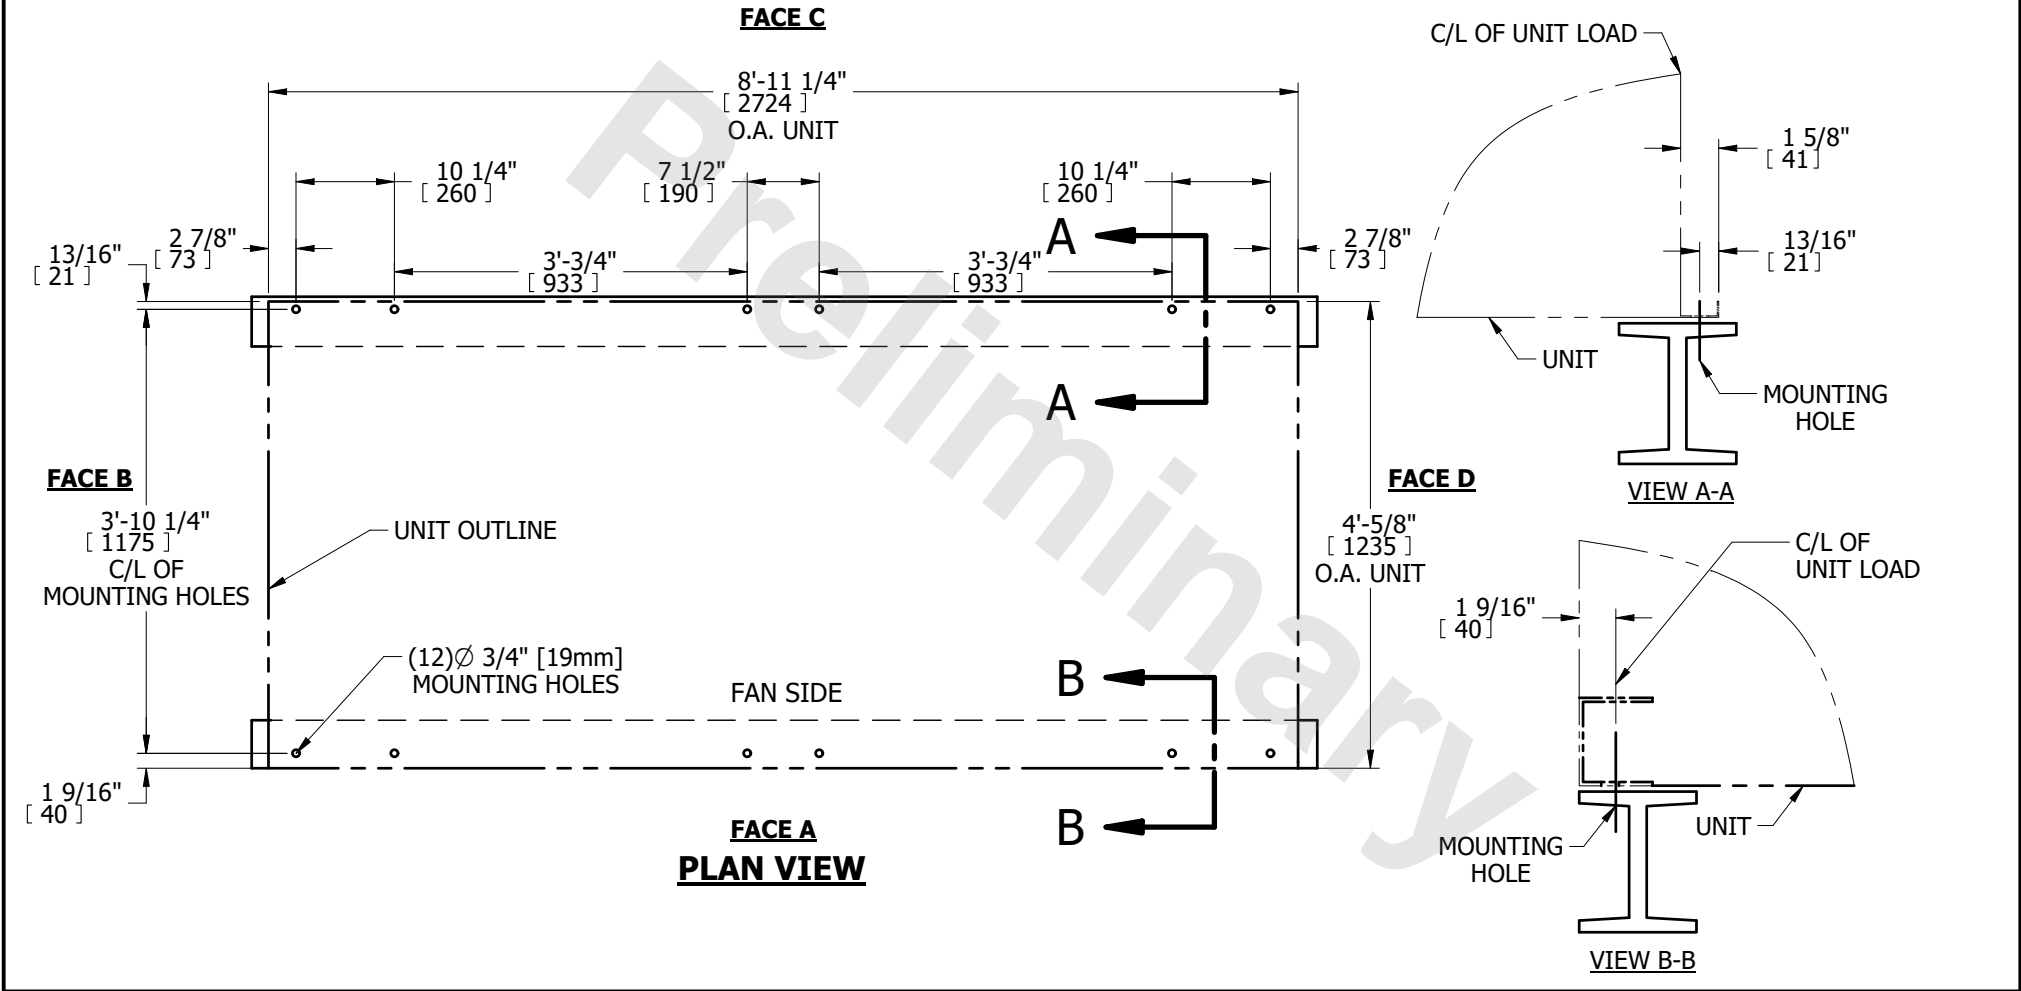 FACE C
8'-11 1/4"
[ 2724 ]
O.A. UNIT
10 1/4"
[ 260 ]
7 1/2"
[ 190 ]
10 1/4"
[ 260 ]
13/16"
[ 21 ]
2 7/8"
[ 73 ]
3'-3/4"
[ 933 ]
3'-3/4"
[ 933 ]
2 7/8"
[ 73 ]
A
A
FACE B
3'-10 1/4"
[ 1175 ]
C/L OF
MOUNTING HOLES
UNIT OUTLINE
FACE D
4'-5/8"
[ 1235 ]
O.A. UNIT
(12)Ø 3/4" [19mm]
MOUNTING HOLES
FAN SIDE
B
B
1 9/16"
[ 40 ]
FACE A
PLAN VIEW
C/L OF UNIT LOAD
1 5/8"
[ 41 ]
13/16"
[ 21 ]
UNIT
MOUNTING
HOLE
VIEW A-A
C/L OF
UNIT LOAD
1 9/16"
[ 40 ]
UNIT
MOUNTING
HOLE
VIEW B-B
Preliminary